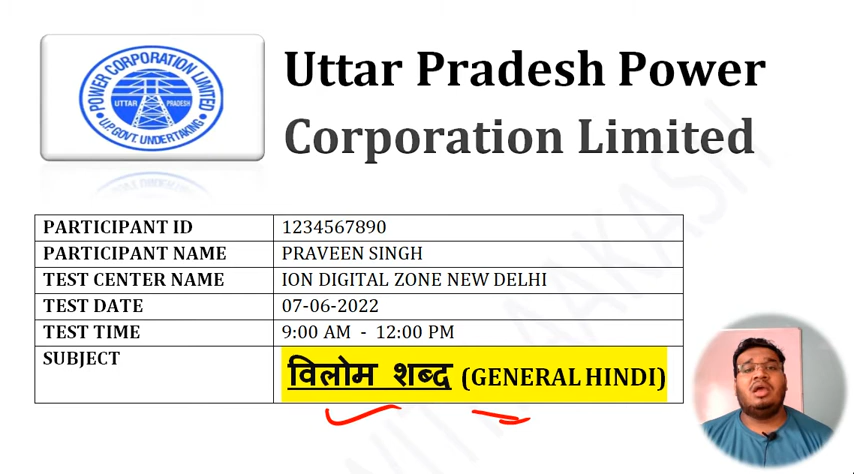 POWER CORPORATION LIMITED
UTTAR PRADESH
U.P.GOVT. UNDERTAKING
Uttar Pradesh Power
Corporation Limited
PARTICIPANT ID 1234567890
PARTICIPANT NAME PRAVEEN SINGH
TEST CENTER NAME ION DIGITAL ZONE NEW DELHI
TEST DATE 07-06-2022
TEST TIME 9:00 AM - 12:00 PM
SUBJECT विलोम शब्द (GENERAL HINDI)
WITH AAKASH